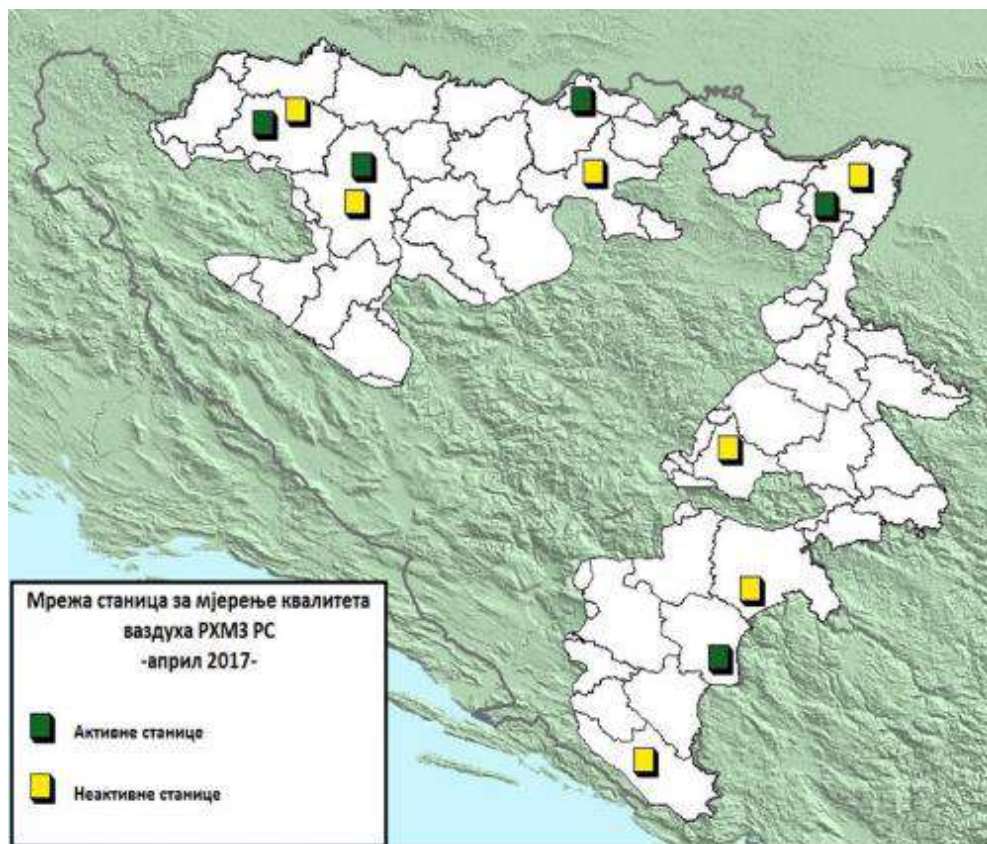 Мрежа станица за мјерење квалитета
ваздуха РХМЗ РС
-април 2017-
Активне станице
Неактивне станице